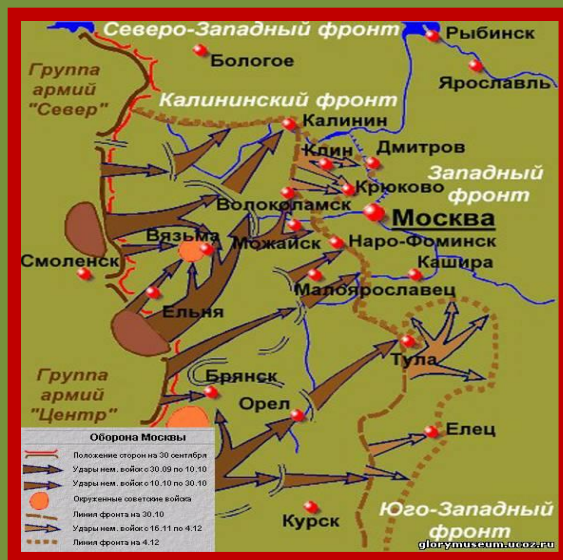 Северо-Западный фронт
Рыбинск
Бологое
Ярославль
Группа
армий
"Север"
Калининский фронт
Калинин
Клин
Дмитров
Западный
фронт
Крюково
Волоколамск
Москва
Вязьма
Можайск
Наро-Фоминск
Смоленск
Кашира
Малоярославец
Ельня
Тула
Группа
армий
"Центр"
Брянск
Орел
Елец
Курск
Юго-Западный
фронт
Оборона Москвы
Положение сторон на 30 сентября
Удары нем. войск с 30.09 по 10.10
Удары нем. войск с 10.10 по 30.10
Окруженные советские войска
Линия фронта на 30.10
Удары нем. войск с 16.11 по 4.12
Линия фронта на 4.12
glorymuseum.ucoz.ru